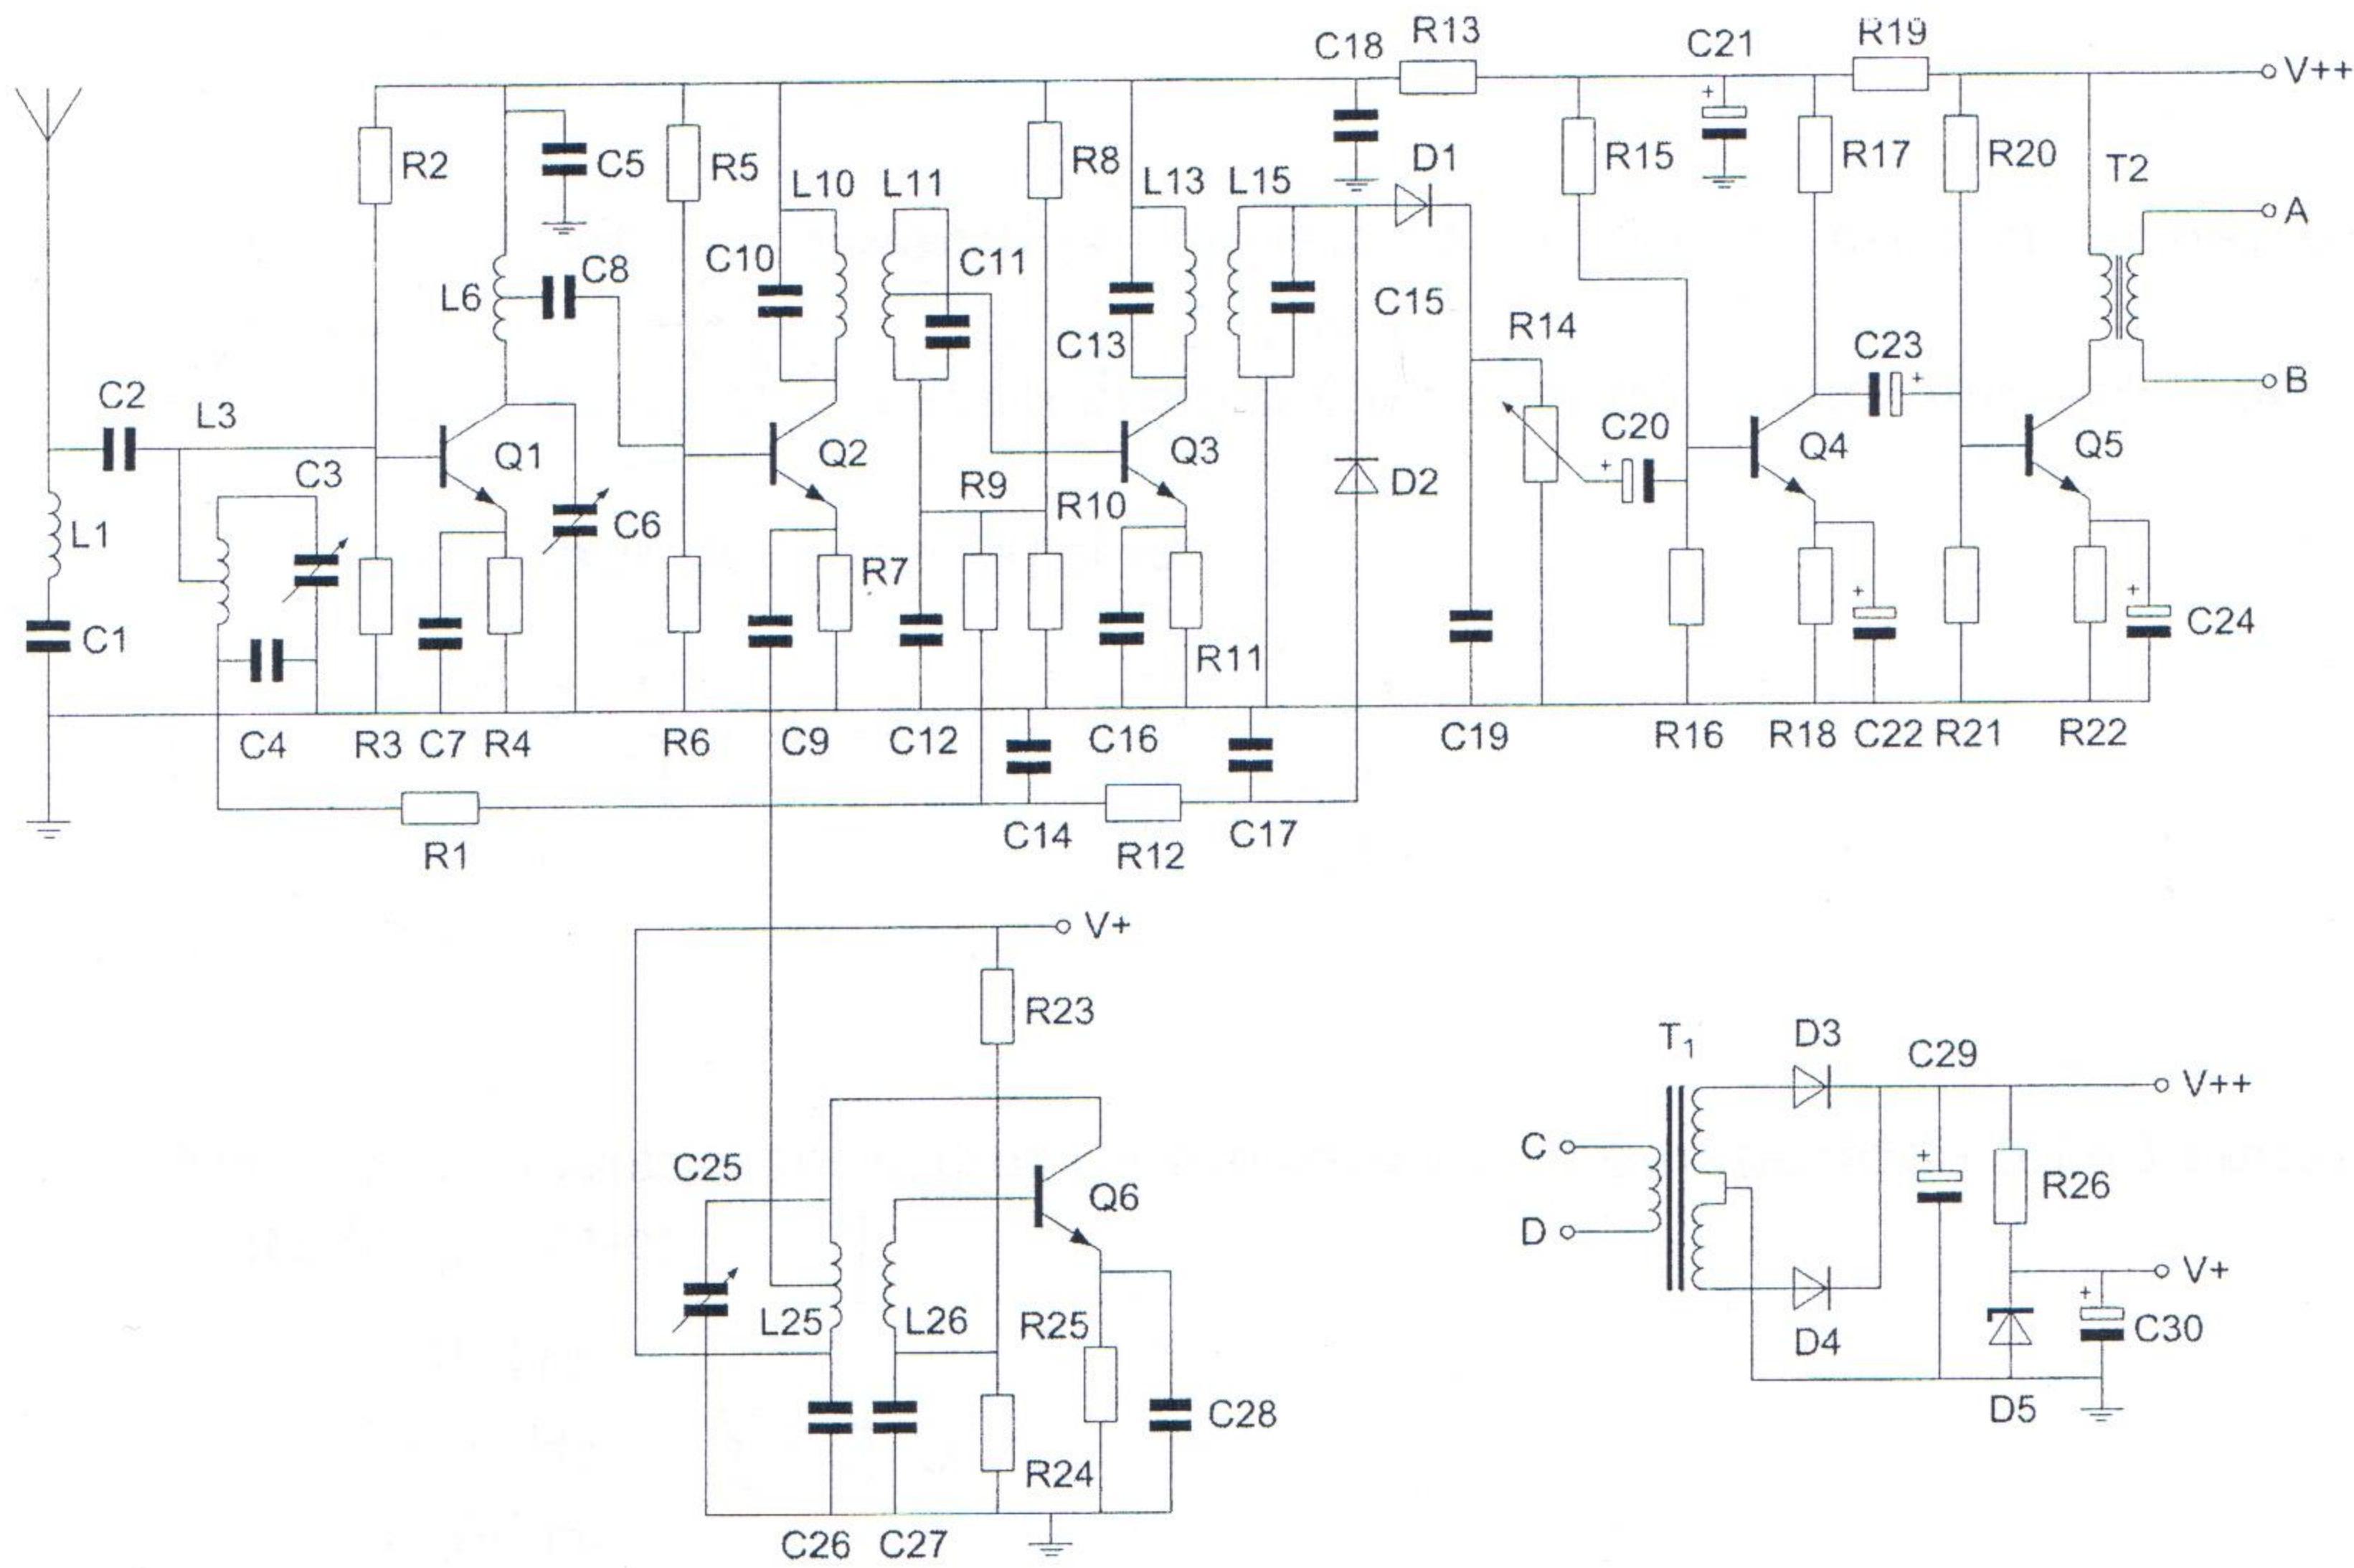 C18 R13 C21 R19
V++
R2 C5 R5 R8 D1 R15 R17 R20 T2
L10 L11 L13 L15
A
C10 C11
L6 C8
C15
C13 R14 C23
B
C2 L3
C3 Q1 Q2 Q3 C20 Q4 Q5
D2
R9 R10
L1 C6
R7
C1 R11 C24
C4 R3 C7 R4 R6 C9 C12 C16 C19 R16 R18 C22 R21 R22
R1 C14 R12 C17
V+
R23
T1 D3 C29
V++
C
C25 Q6 R26
D
V+
L25 L26 R25 D4 C30
C28 D5
R24
C26 C27